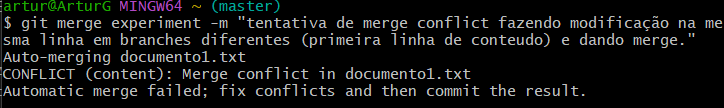 artur@ArturG MINGW64 ~ (master)
$ git merge experiment -m "tentativa de merge conflict fazendo modificação na me
sma linha em branches diferentes (primeira linha de conteudo) e dando merge."
Auto-merging documento1.txt
CONFLICT (content): Merge conflict in documento1.txt
Automatic merge failed; fix conflicts and then commit the result.